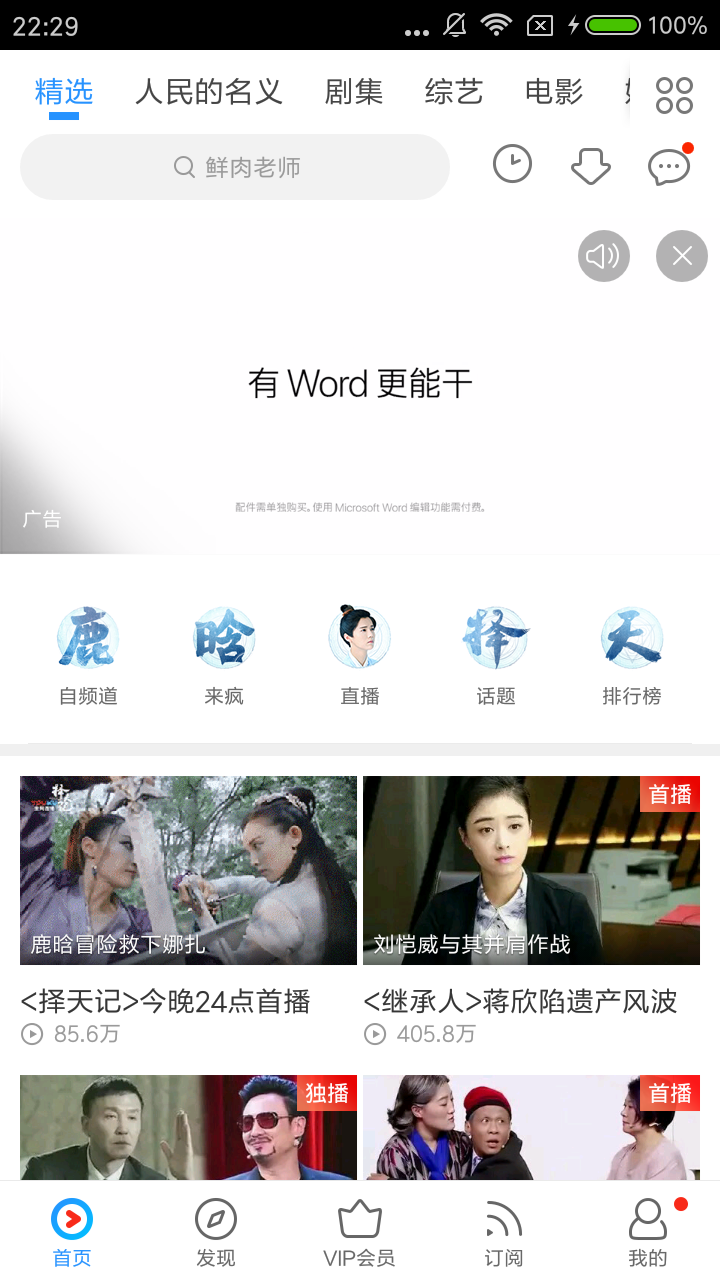 22:29
100%
精选 人民的名义 剧集 综艺 电影
鲜肉老师
有 Word 更能干
配件需单独购买。使用 Microsoft Word 编辑功能需付费。
广告
鹿 晗 择 天
自频道 来疯 直播 话题 排行榜
首播
鹿晗冒险救下娜扎 刘恺威与其并肩作战
<择天记>今晚24点首播 <继承人>蒋欣陷遗产风波
85.6万 405.8万
独播 首播
首页 发现 VIP会员 订阅 我的